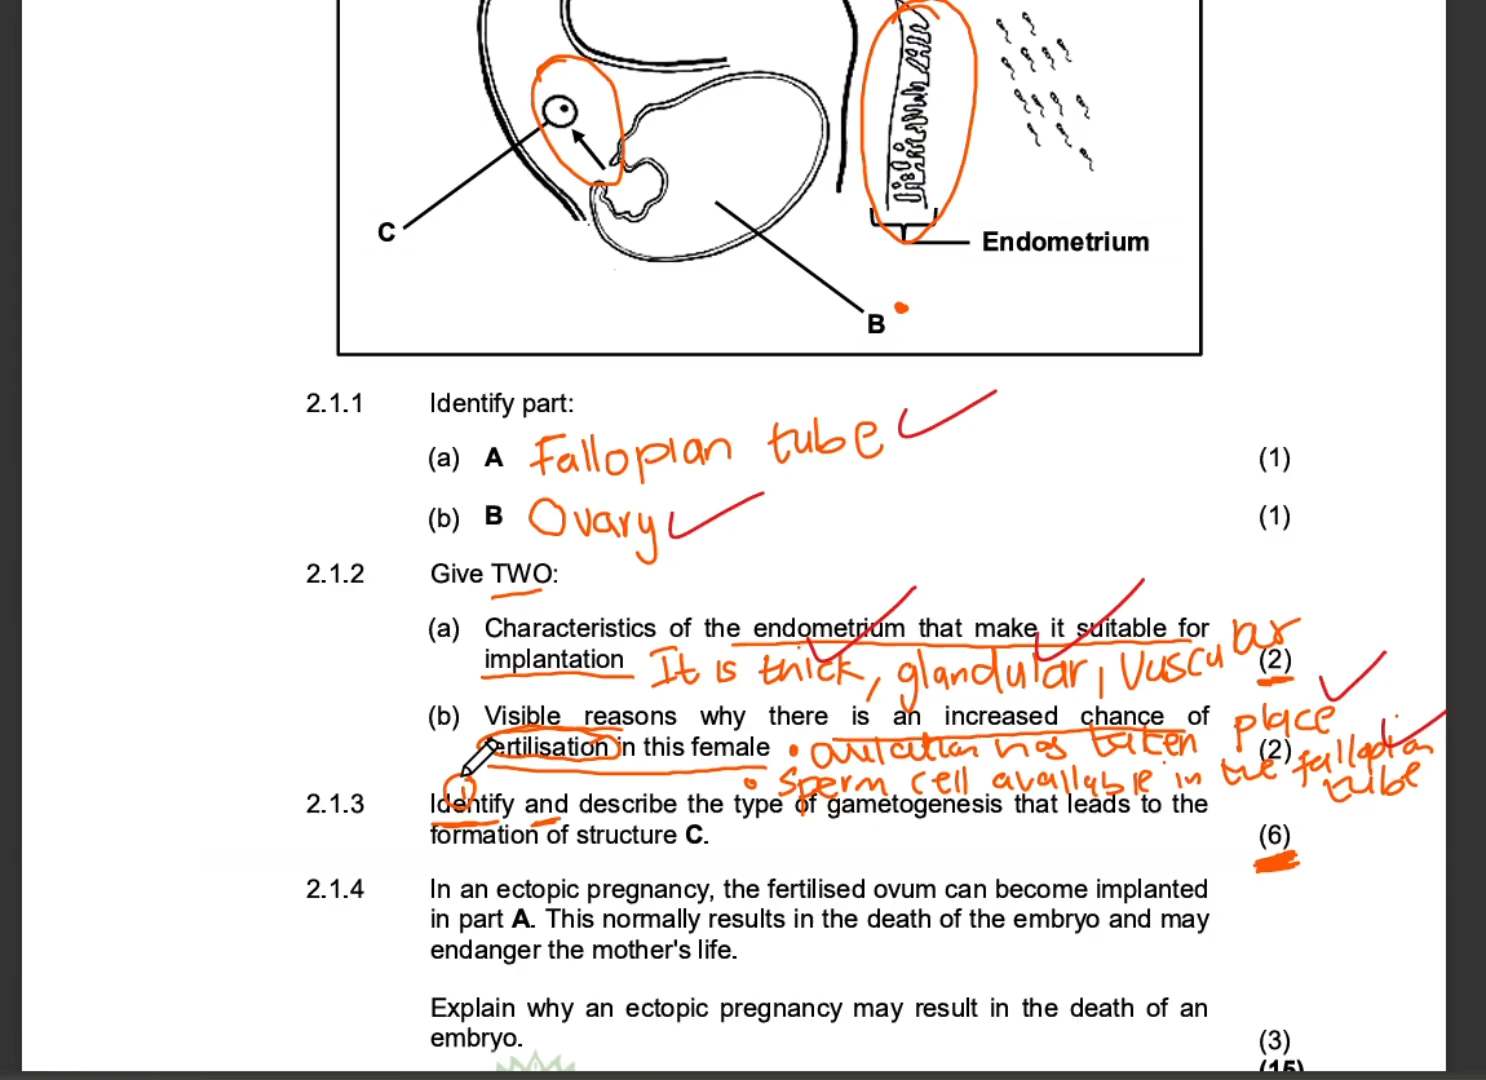 C
Endometrium
B
2.1.1 Identify part:
(a) A Fallopian tube (1)
(b) B Ovary (1)
2.1.2 Give TWO:
(a) Characteristics of the endometrium that make it suitable for
implantation It is thick, glandular, Vuscular (2)
(b) Visible reasons why there is an increased chance of
fertilisation in this female (2)
• ovulation has taken place
• sperm cell available in the fallopian tube
2.1.3 Identify and describe the type of gametogenesis that leads to the
formation of structure C. (6)
1
2.1.4 In an ectopic pregnancy, the fertilised ovum can become implanted
in part A. This normally results in the death of the embryo and may
endanger the mother's life.
Explain why an ectopic pregnancy may result in the death of an
embryo. (3)
(15)